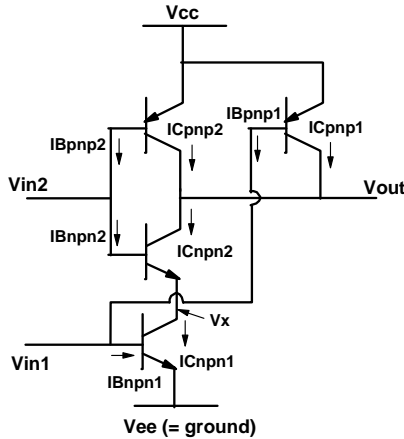 Vcc
IBpnp2
ICpnp2
IBpnp1
ICpnp1
Vin2
Vout
IBnpn2
ICnpn2
Vx
Vin1
IBnpn1
ICnpn1
Vee (= ground)